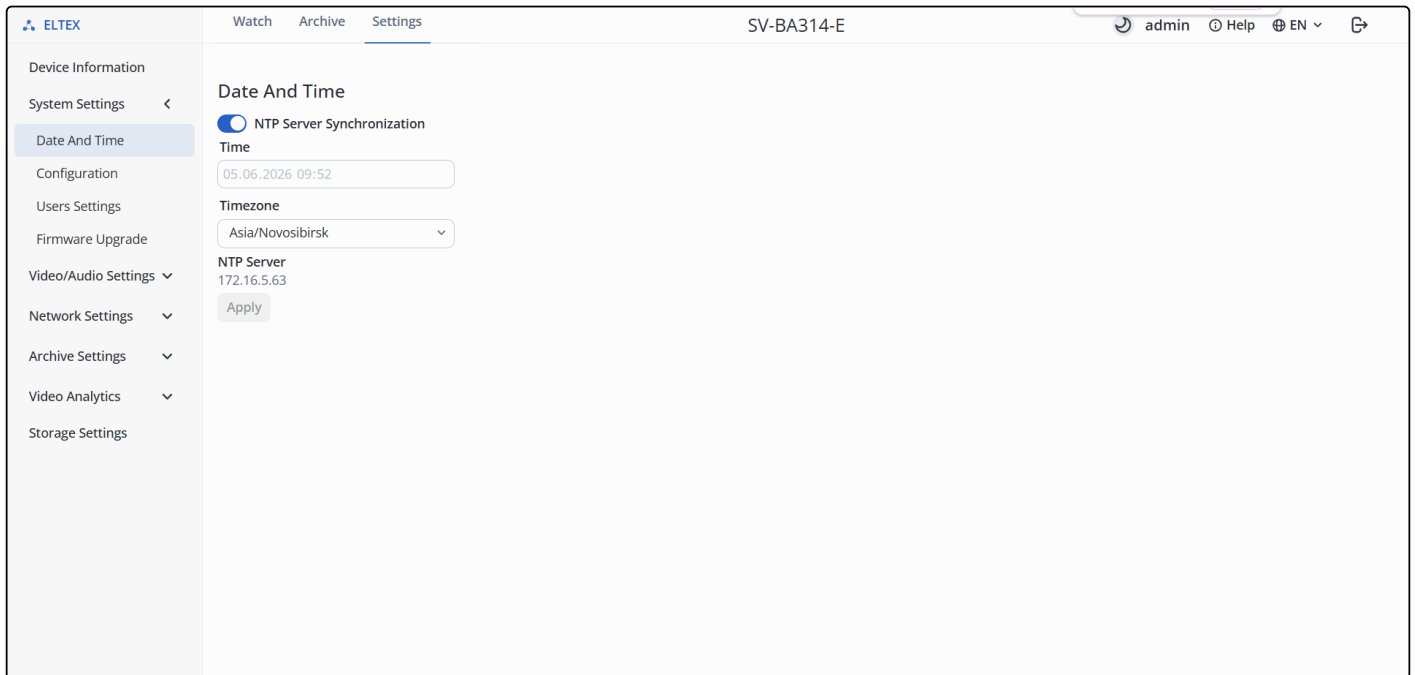 ELTEX
Watch Archive Settings
SV-BA314-E
admin Help EN
Device Information
System Settings
Date And Time
Configuration
Users Settings
Firmware Upgrade
Video/Audio Settings
Network Settings
Archive Settings
Video Analytics
Storage Settings
Date And Time
NTP Server Synchronization
Time
05.06.2026 09:52
Timezone
Asia/Novosibirsk
NTP Server
172.16.5.63
Apply